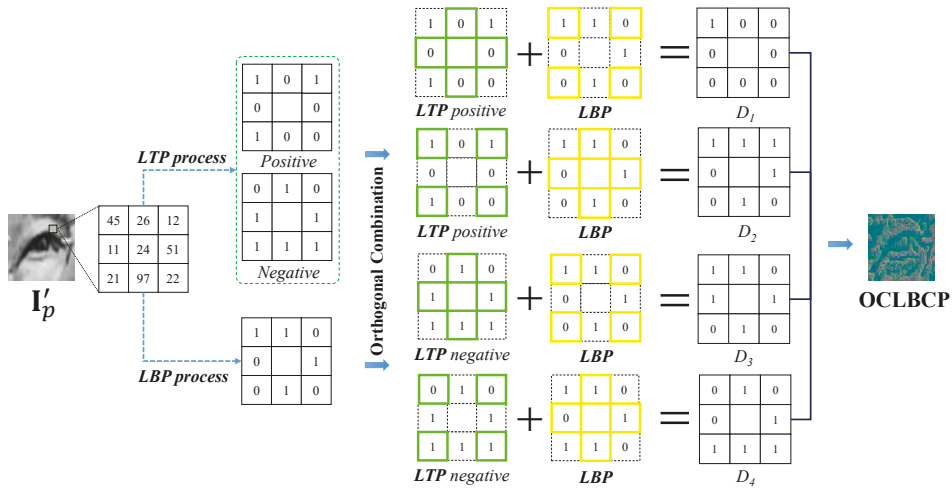 I′p
45 26 12
11 24 51
21 97 22
LTP process
LBP process
1 0 1
0 0
1 0 0
Positive
0 1 0
1 1
1 1 1
Negative
1 1 0
0 1
0 1 0
Orthogonal Combination
1 0 1
0 0
1 0 0
LTP positive
+
1 1 0
0 1
0 1 0
LBP
=
1 0 0
0 0
0 0 0
D1
1 0 1
0 0
1 0 0
LTP positive
+
1 1 0
0 1
0 1 0
LBP
=
1 1 1
0 1
0 1 0
D2
0 1 0
1 1
1 1 1
LTP negative
+
1 1 0
0 1
0 1 0
LBP
=
1 1 0
1 1
0 1 0
D3
0 1 0
1 1
1 1 1
LTP negative
+
1 1 0
0 1
1 1 0
LBP
=
0 1 0
0 1
1 1 1
D4
OCLBCP